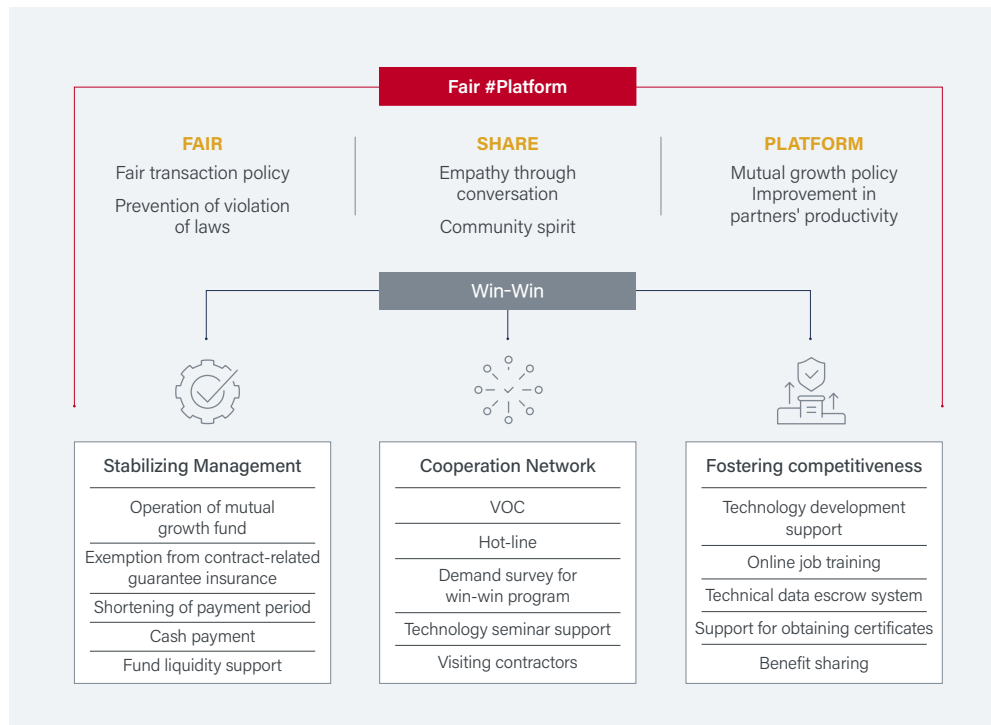 Fair #Platform
FAIR
Fair transaction policy
Prevention of violation
of laws
SHARE
Empathy through
conversation
Community spirit
PLATFORM
Mutual growth policy
Improvement in
partners' productivity
Win-Win
Stabilizing Management
Operation of mutual
growth fund
Exemption from contract-related
guarantee insurance
Shortening of payment period
Cash payment
Fund liquidity support
Cooperation Network
VOC
Hot-line
Demand survey for
win-win program
Technology seminar support
Visiting contractors
Fostering competitiveness
Technology development
support
Online job training
Technical data escrow system
Support for obtaining certificates
Benefit sharing